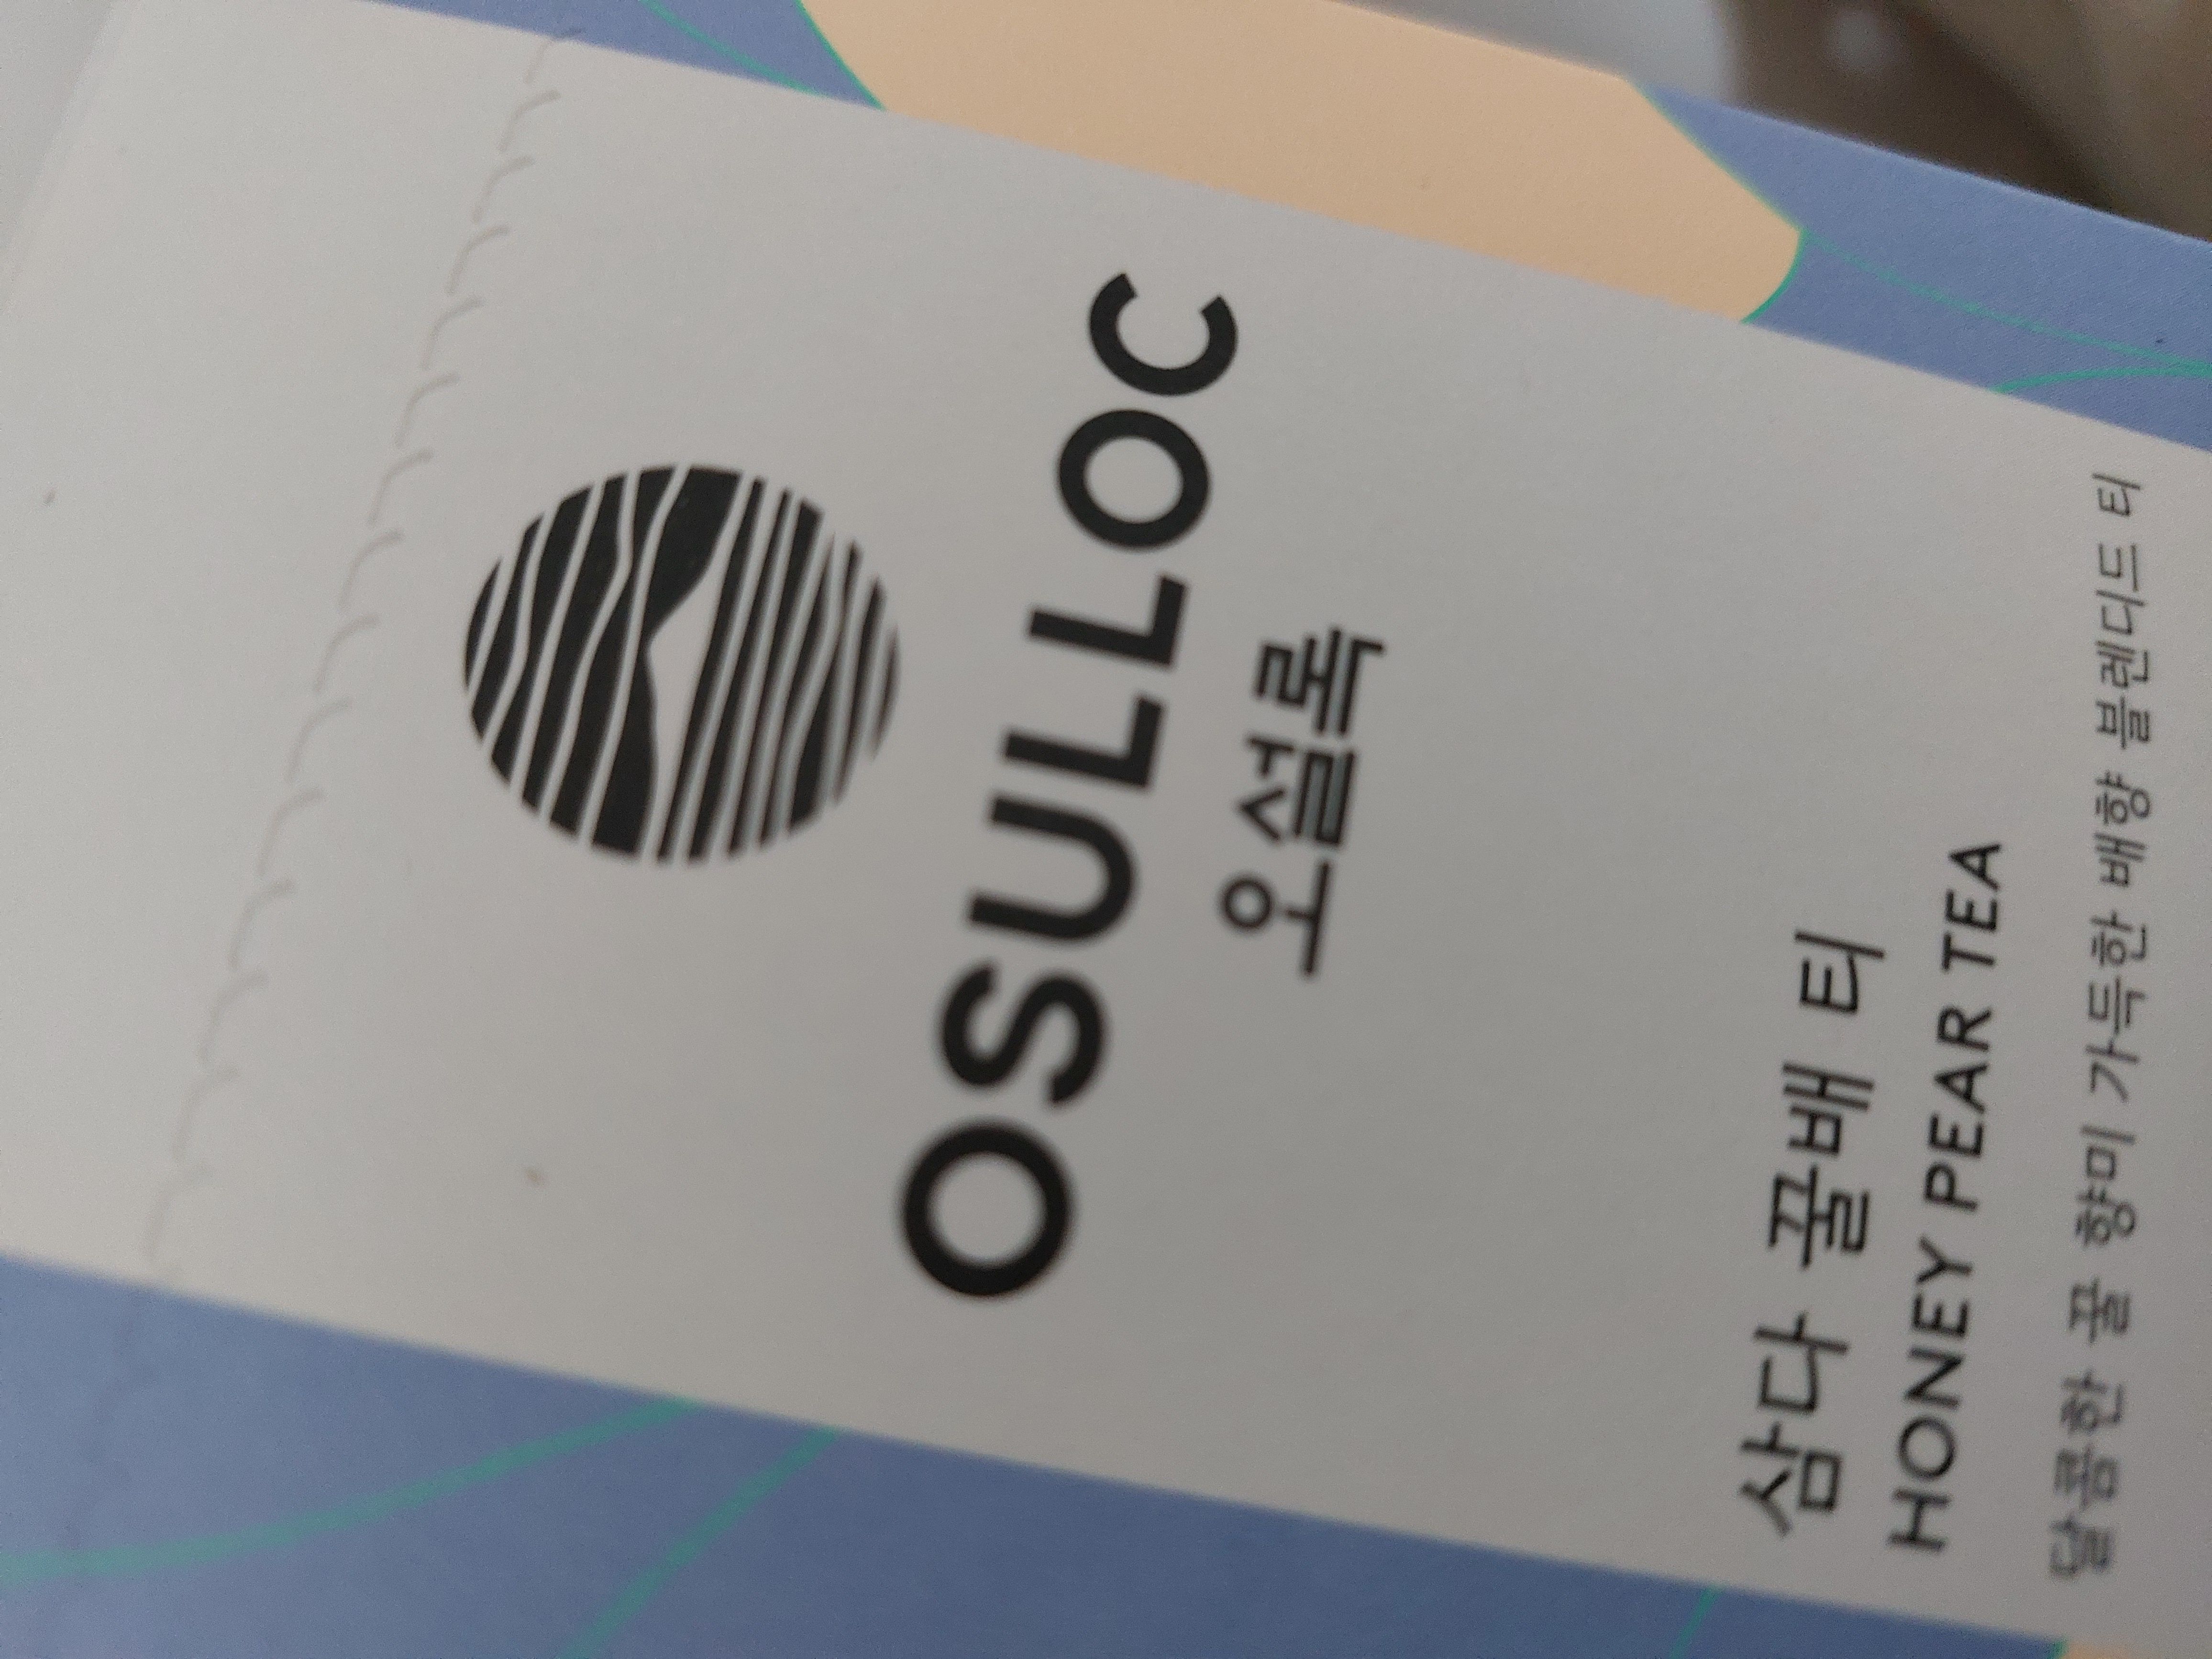 OSULLOC
오설록
삼다 꿀배 티
HONEY PEAR TEA
달콤한 꿀 향미 가득한 배향 블렌디드 티